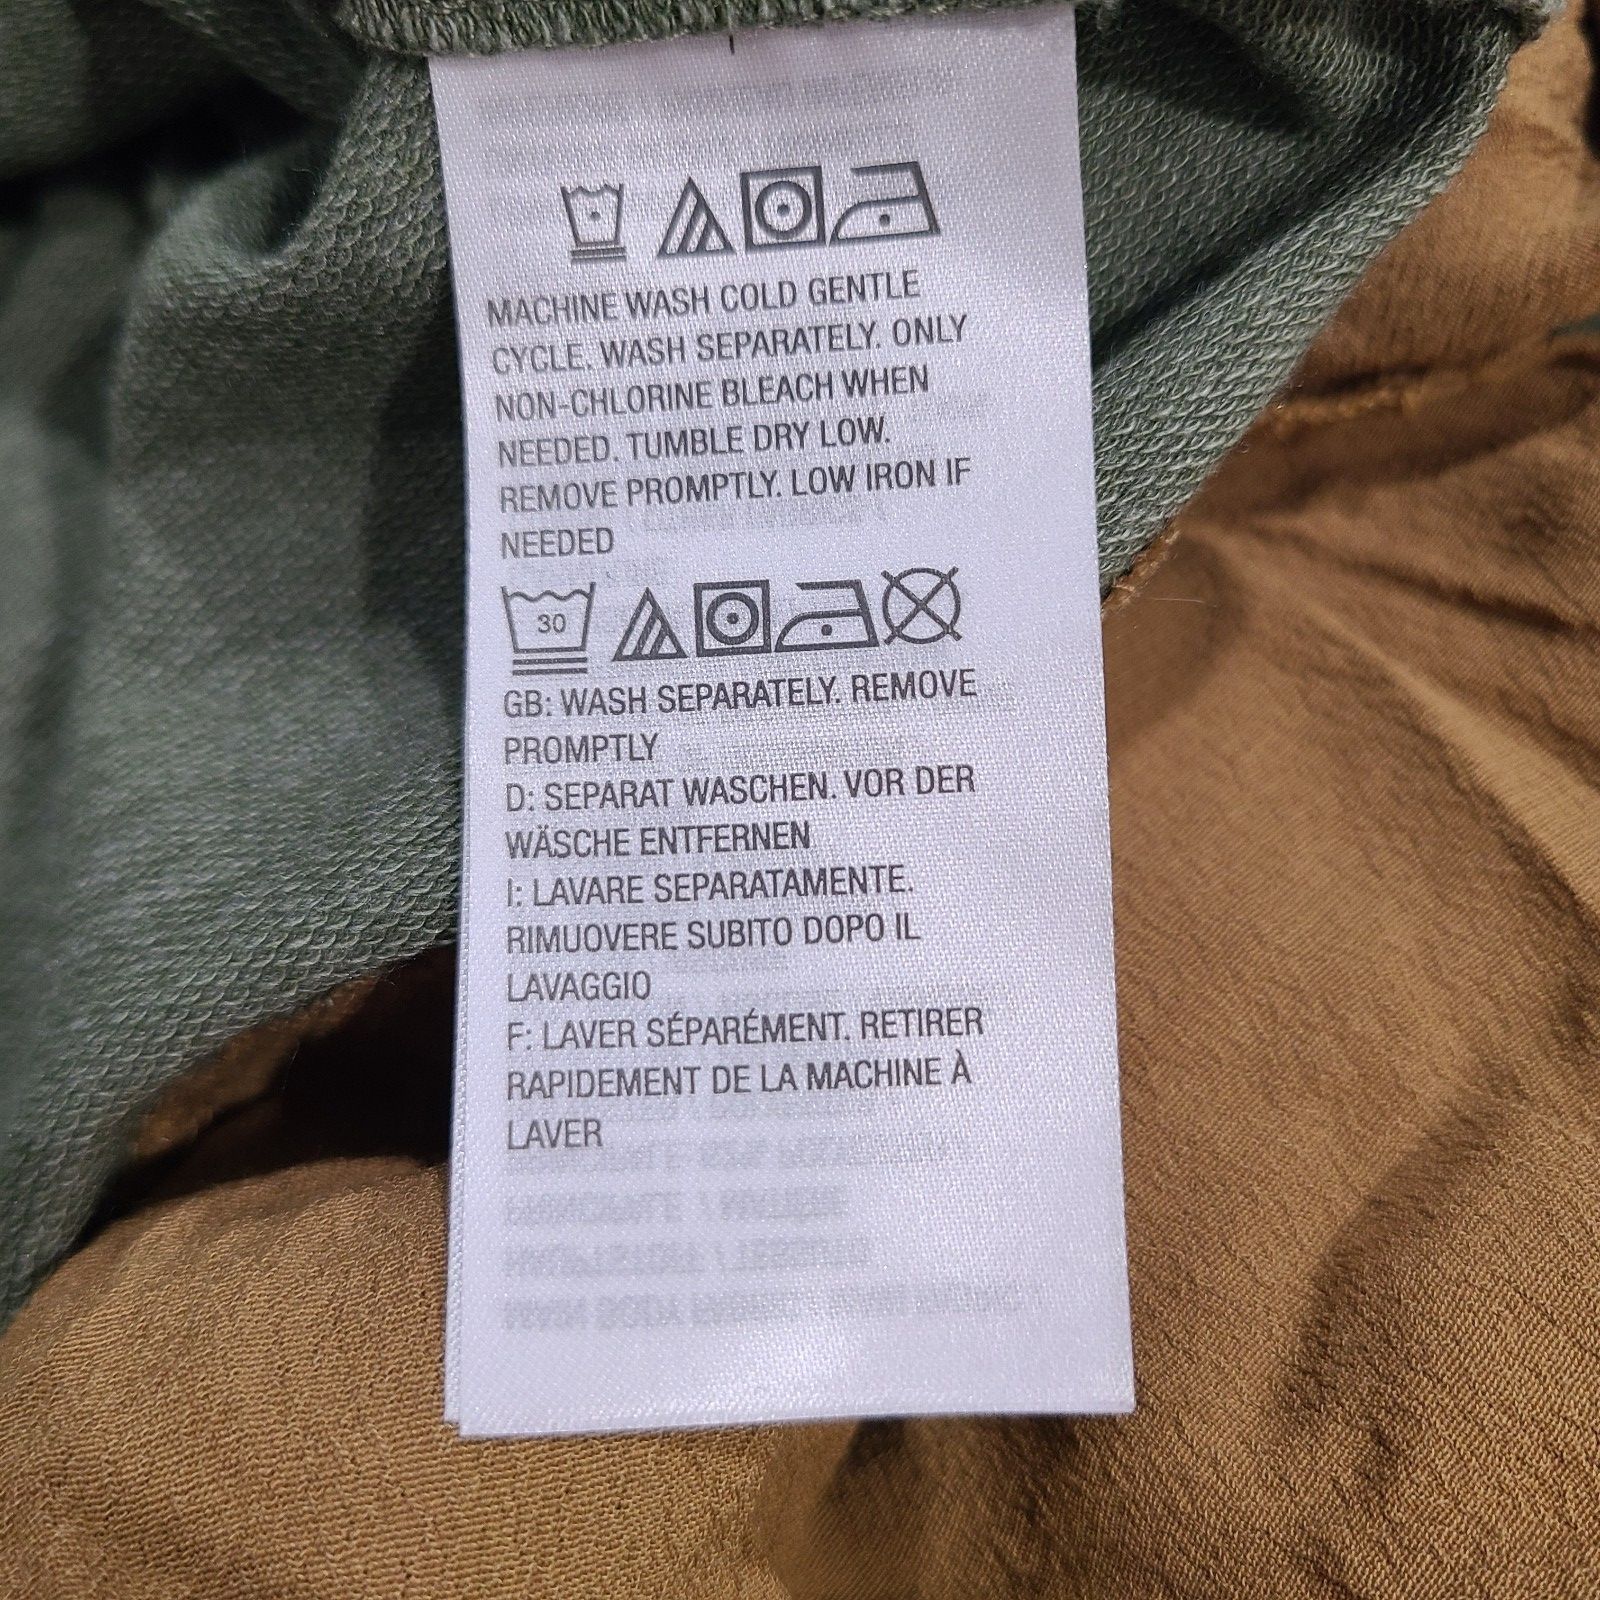 MACHINE WASH COLD GENTLE
CYCLE. WASH SEPARATELY. ONLY
NON-CHLORINE BLEACH WHEN
NEEDED. TUMBLE DRY LOW.
REMOVE PROMPTLY. LOW IRON IF
NEEDED
30
GB: WASH SEPARATELY. REMOVE
PROMPTLY
D: SEPARAT WASCHEN. VOR DER
WÄSCHE ENTFERNEN
I: LAVARE SEPARATAMENTE.
RIMUOVERE SUBITO DOPO IL
LAVAGGIO
F: LAVER SÉPARÉMENT. RETIRER
RAPIDEMENT DE LA MACHINE À
LAVER